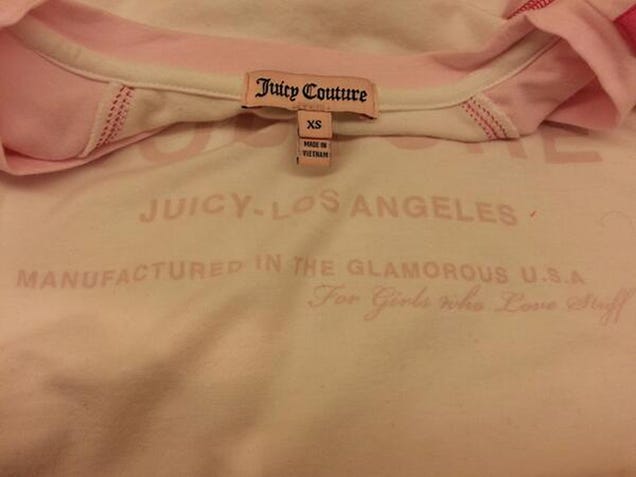 Juicy Couture
XS
MADE IN
VIETNAM
JUICY-LOS ANGELES
MANUFACTURED IN THE GLAMOROUS U.S.A
For Girls who Love Stuff